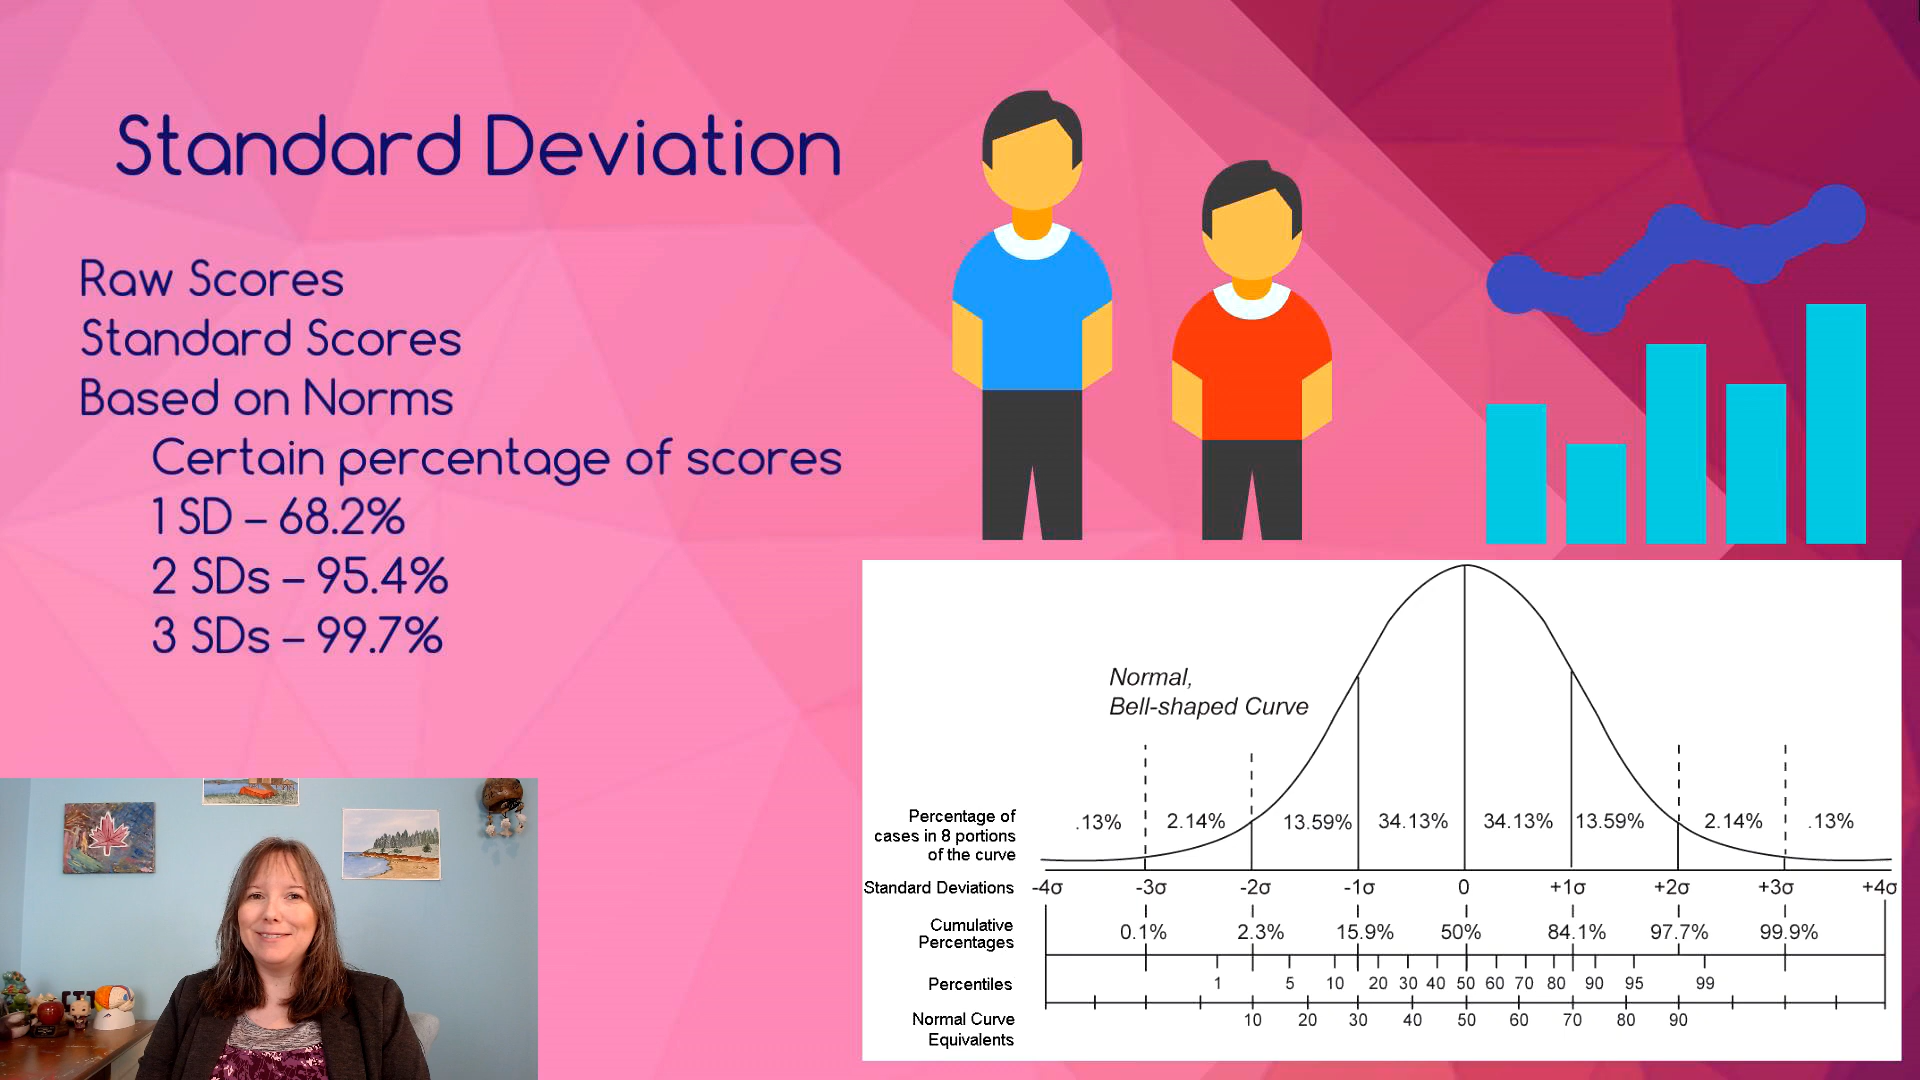 Standard Deviation
Raw Scores
Standard Scores
Based on Norms
Certain percentage of scores
1 SD – 68.2%
2 SDs – 95.4%
3 SDs – 99.7%
Normal,
Bell-shaped Curve
Percentage of
cases in 8 portions
of the curve
.13% 2.14% 13.59% 34.13% 34.13% 13.59% 2.14% .13%
Standard Deviations -4σ -3σ -2σ -1σ 0 +1σ +2σ +3σ +4σ
Cumulative
Percentages
0.1% 2.3% 15.9% 50% 84.1% 97.7% 99.9%
Percentiles 1 5 10 20 30 40 50 60 70 80 90 95 99
Normal Curve
Equivalents
10 20 30 40 50 60 70 80 90